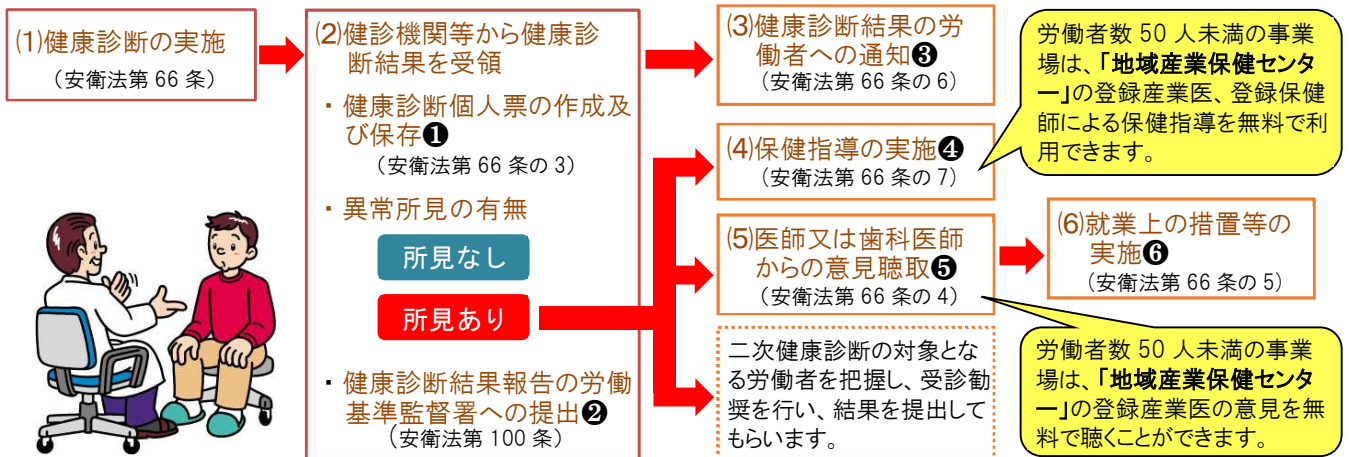 ⑴健康診断の実施
（安衛法第 66 条）
⑵健診機関等から健康診
断結果を受領
・健康診断個人票の作成及
び保存❶
（安衛法第 66 条の 3）
・異常所見の有無
所見なし
所見あり
・健康診断結果報告の労働
基準監督署への提出❷
（安衛法第 100 条）
⑶健康診断結果の労
働者への通知❸
（安衛法第 66 条の 6）
⑷保健指導の実施❹
（安衛法第 66 条の 7）
労働者数 50 人未満の事業
場は、「地域産業保健センタ
ー」の登録産業医、登録保健
師による保健指導を無料で利
用できます。
⑸医師又は歯科医師
からの意見聴取❺
（安衛法第 66 条の 4）
⑹就業上の措置等の
実施❻
（安衛法第 66 条の 5）
二次健康診断の対象とな
る労働者を把握し、受診勧
奨を行い、結果を提出して
もらいます。
労働者数 50 人未満の事業
場は、「地域産業保健センタ
ー」の登録産業医の意見を無
料で聴くことができます。